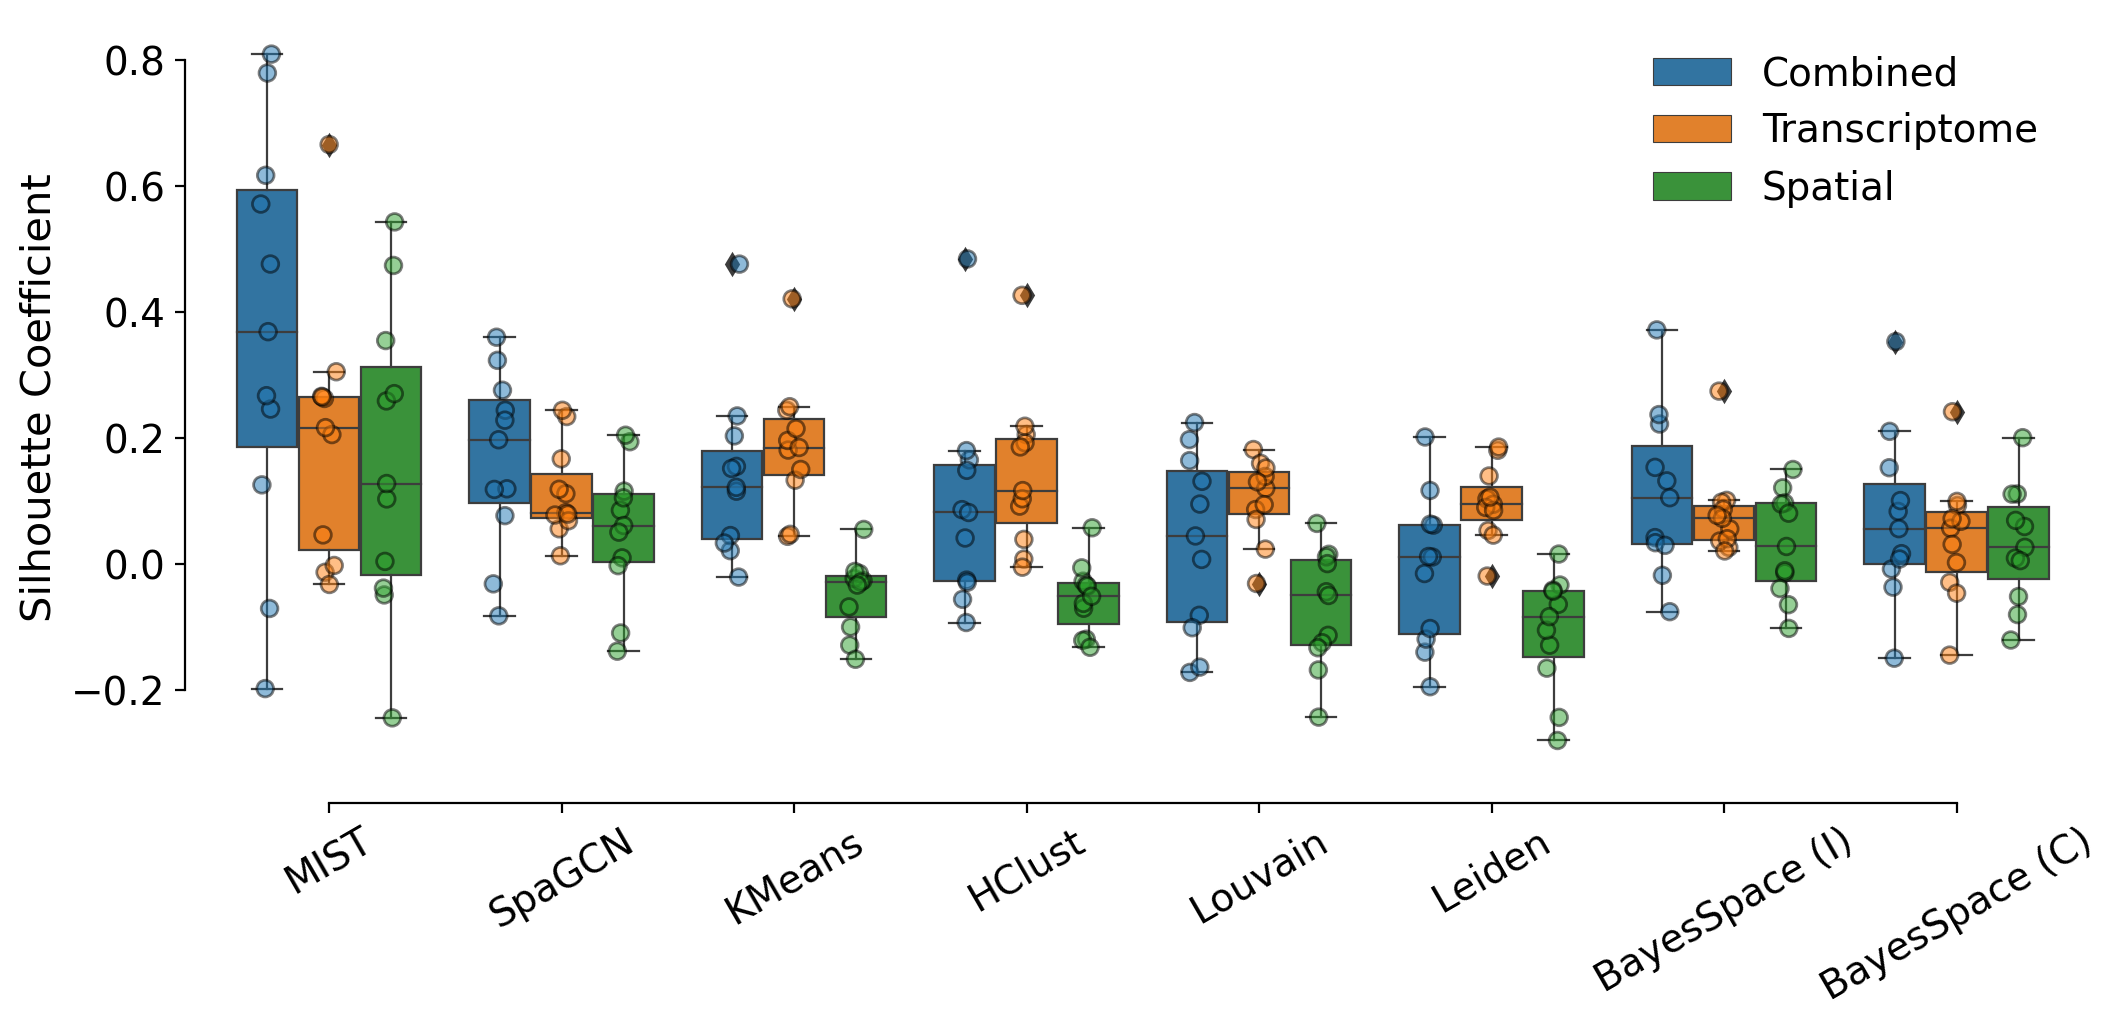 Silhouette Coefficient
0.8
0.6
0.4
0.2
0.0
−0.2
Combined
Transcriptome
Spatial
MIST
SpaGCN
KMeans
HClust
Louvain
Leiden
BayesSpace (I)
BayesSpace (C)